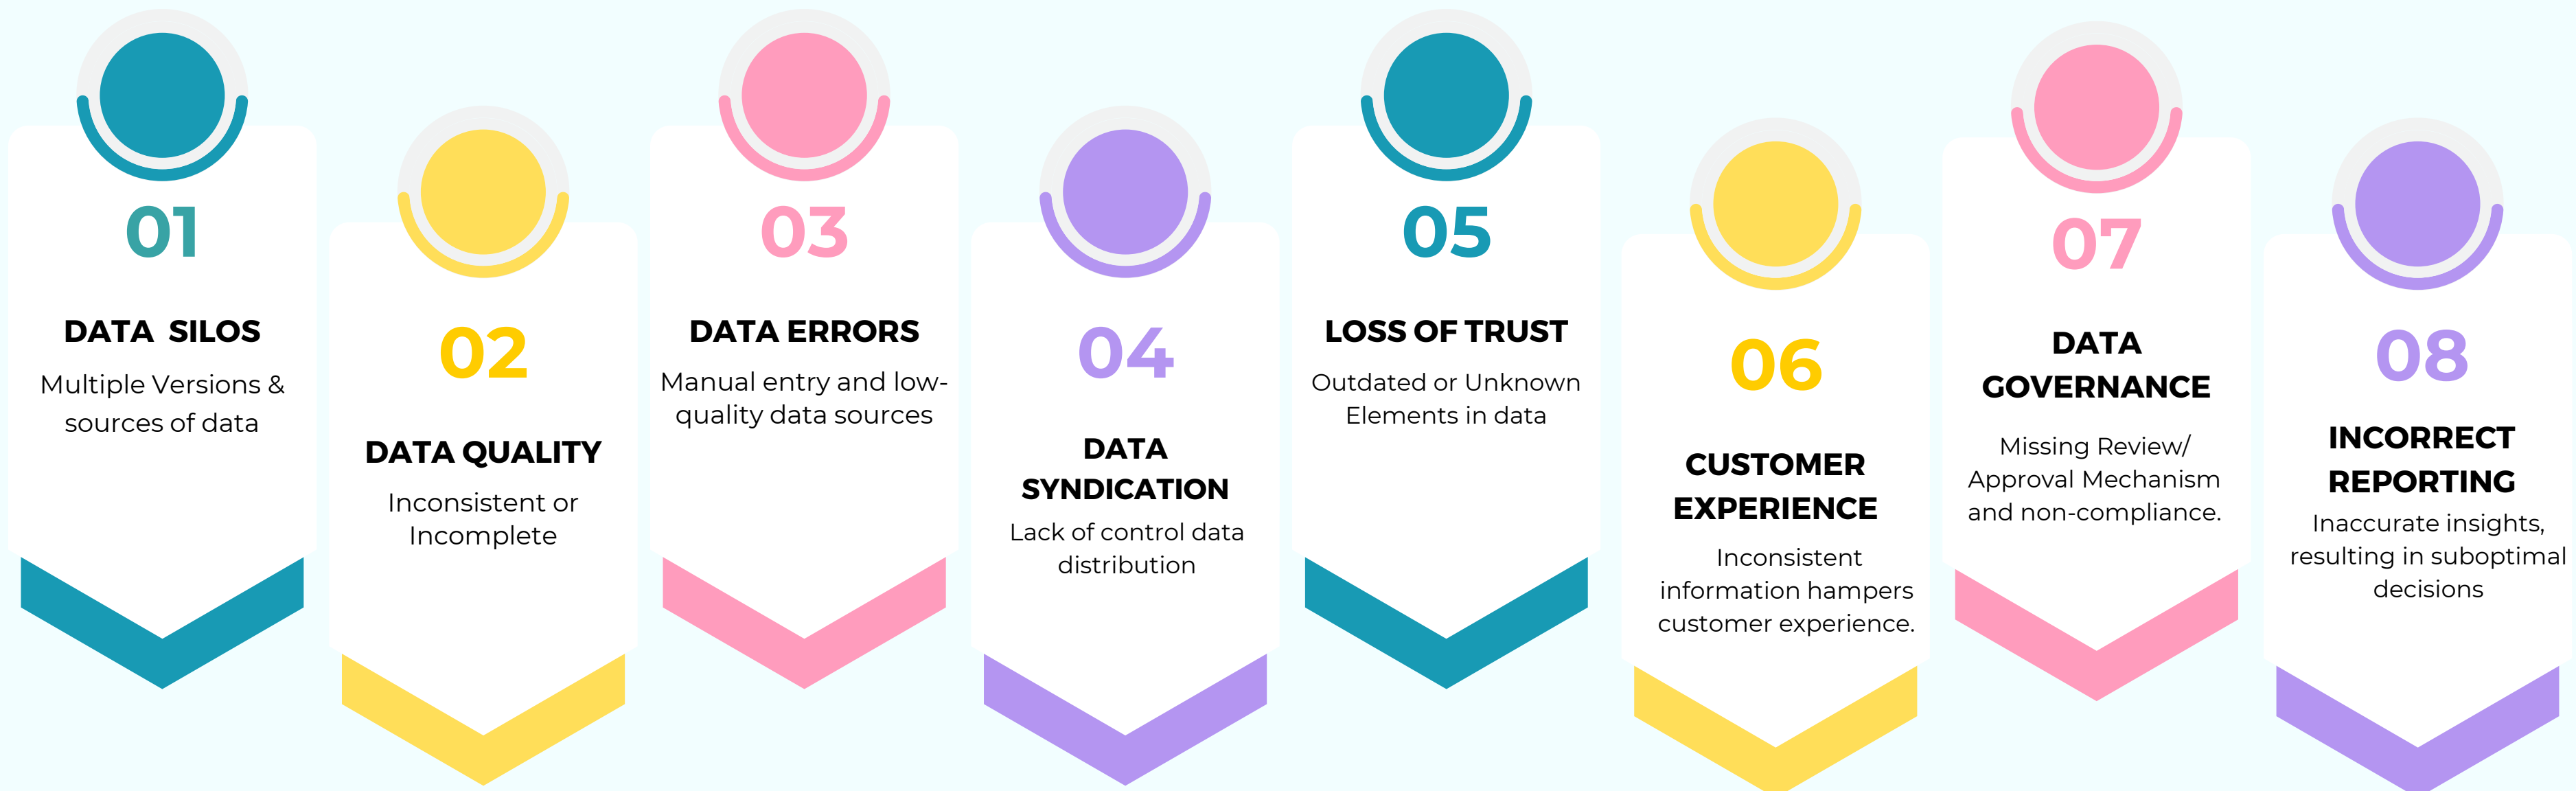 01
DATA SILOS
Multiple Versions &
sources of data
02
DATA QUALITY
Inconsistent or
Incomplete
03
DATA ERRORS
Manual entry and low-
quality data sources
04
DATA
SYNDICATION
Lack of control data
distribution
05
LOSS OF TRUST
Outdated or Unknown
Elements in data
06
CUSTOMER
EXPERIENCE
Inconsistent
information hampers
customer experience.
07
DATA
GOVERNANCE
Missing Review/
Approval Mechanism
and non-compliance.
08
INCORRECT
REPORTING
Inaccurate insights,
resulting in suboptimal
decisions